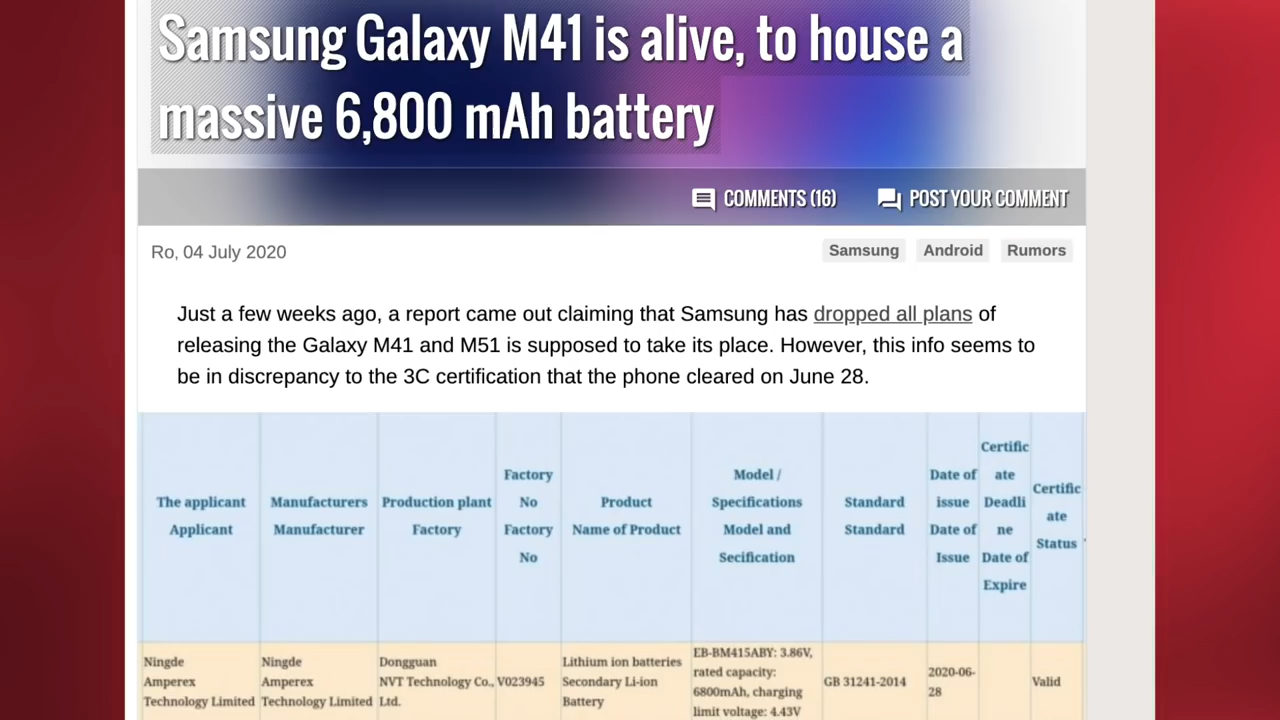 Samsung Galaxy M41 is alive, to house a
massive 6,800 mAh battery
COMMENTS (16) POST YOUR COMMENT
Ro, 04 July 2020 Samsung Android Rumors
Just a few weeks ago, a report came out claiming that Samsung has dropped all plans of
releasing the Galaxy M41 and M51 is supposed to take its place. However, this info seems to
be in discrepancy to the 3C certification that the phone cleared on June 28.
The applicant
Applicant
Manufacturers
Manufacturer
Production plant
Factory
Factory
No
Factory
No
Product
Name of Product
Model /
Specifications
Model and
Secification
Standard
Standard
Date of
issue
Date of
Issue
Certific
ate
Deadli
ne
Date of
Expire
Certific
ate
Status
Ningde
Amperex
Technology Limited
Ningde
Amperex
Technology Limited
Dongguan
NVT Technology Co.,
Ltd.
V023945
Lithium ion batteries
Secondary Li-ion
Battery
EB-BM415ABY: 3.86V,
rated capacity:
6800mAh, charging
limit voltage: 4.43V
GB 31241-2014
2020-06-
28
Valid